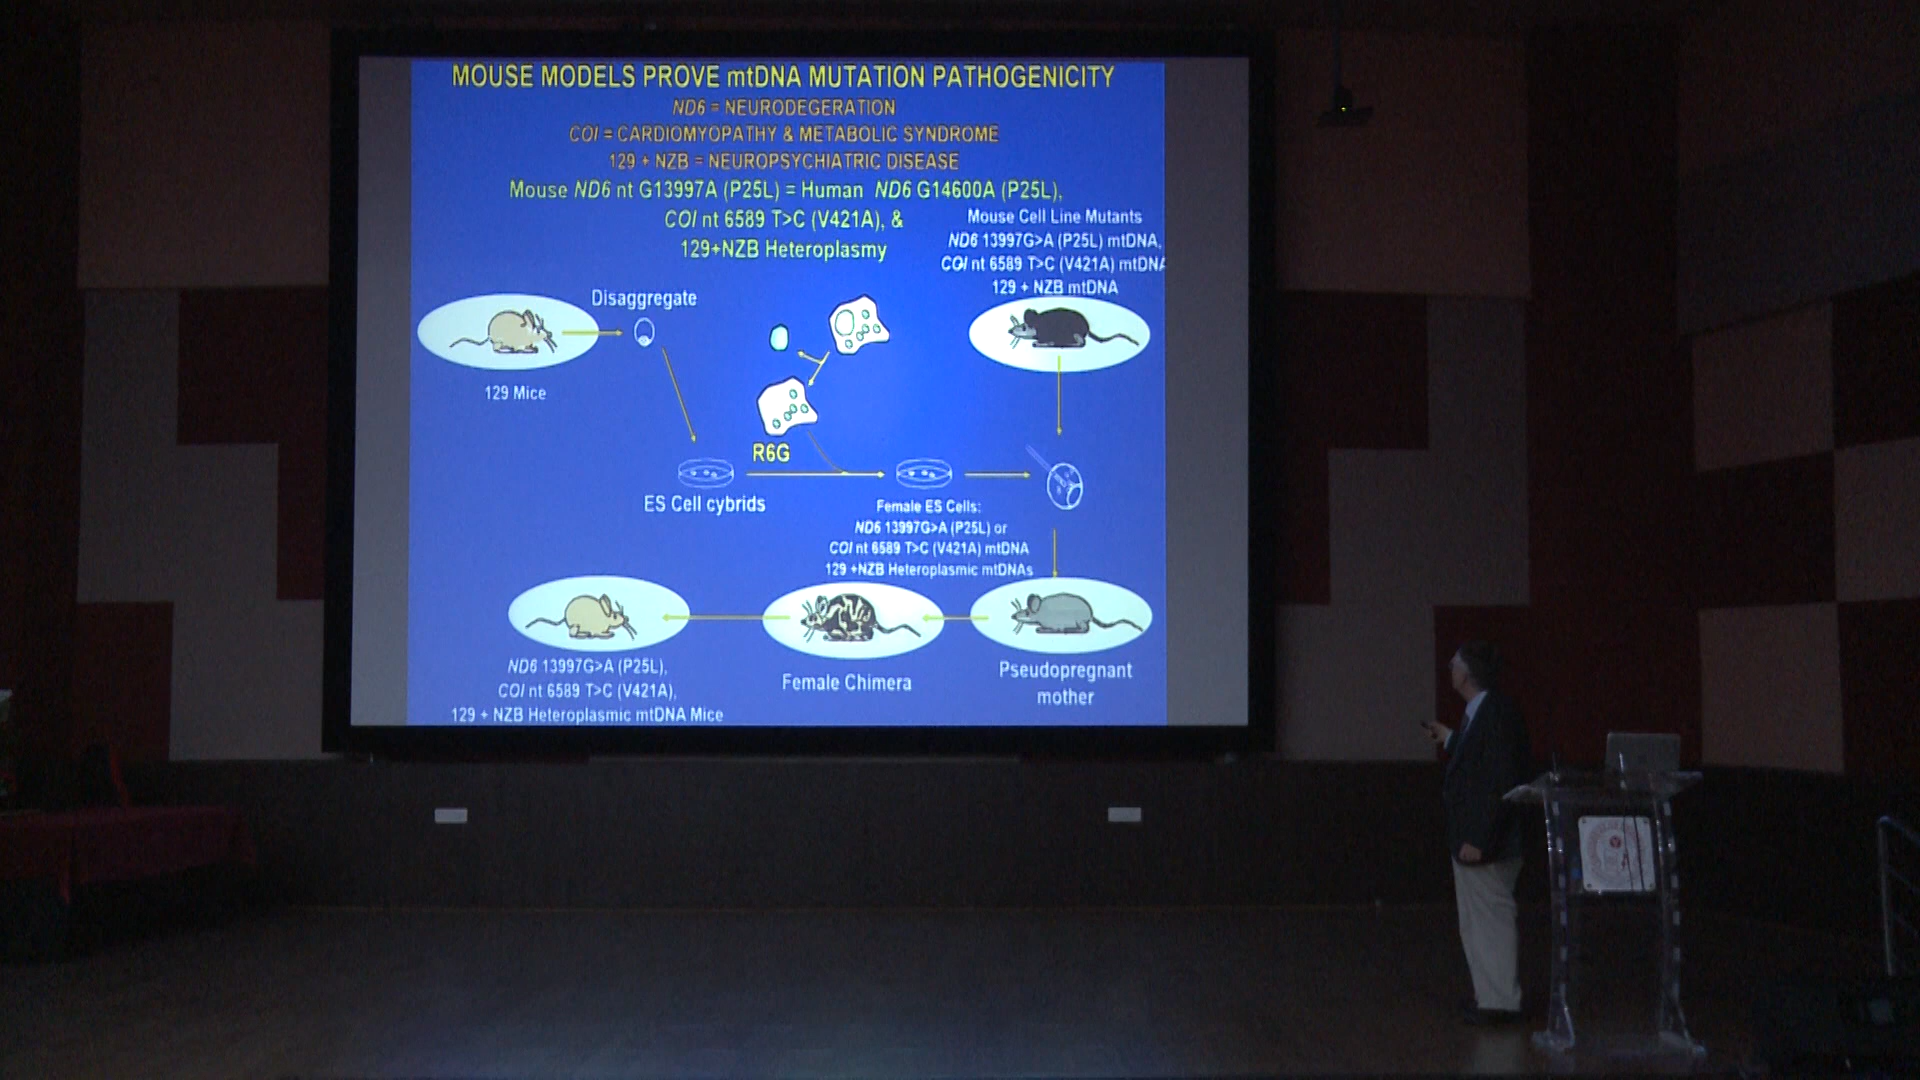 MOUSE MODELS PROVE mtDNA MUTATION PATHOGENICITY
ND6 = NEURODEGERATION
COI = CARDIOMYOPATHY & METABOLIC SYNDROME
129 + NZB = NEUROPSYCHIATRIC DISEASE
Mouse ND6 nt G13997A (P25L) = Human ND6 G14600A (P25L),
COI nt 6589 T>C (V421A), &
129+NZB Heteroplasmy
Mouse Cell Line Mutants
ND6 13997G>A (P25L) mtDNA,
COI nt 6589 T>C (V421A) mtDNA
129 + NZB mtDNA
Disaggregate
129 Mice
R6G
ES Cell cybrids
Female ES Cells:
ND6 13997G>A (P25L) or
COI nt 6589 T>C (V421A) mtDNA
129 +NZB Heteroplasmic mtDNAs
ND6 13997G>A (P25L),
COI nt 6589 T>C (V421A),
129 + NZB Heteroplasmic mtDNA Mice
Female Chimera
Pseudopregnant
mother